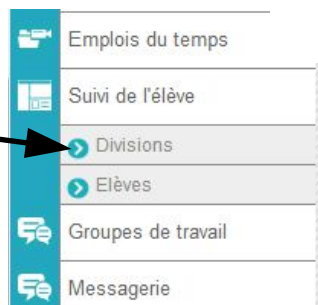 Emplois du temps
Suivi de l'élève
Divisions
Elèves
Groupes de travail
Messagerie